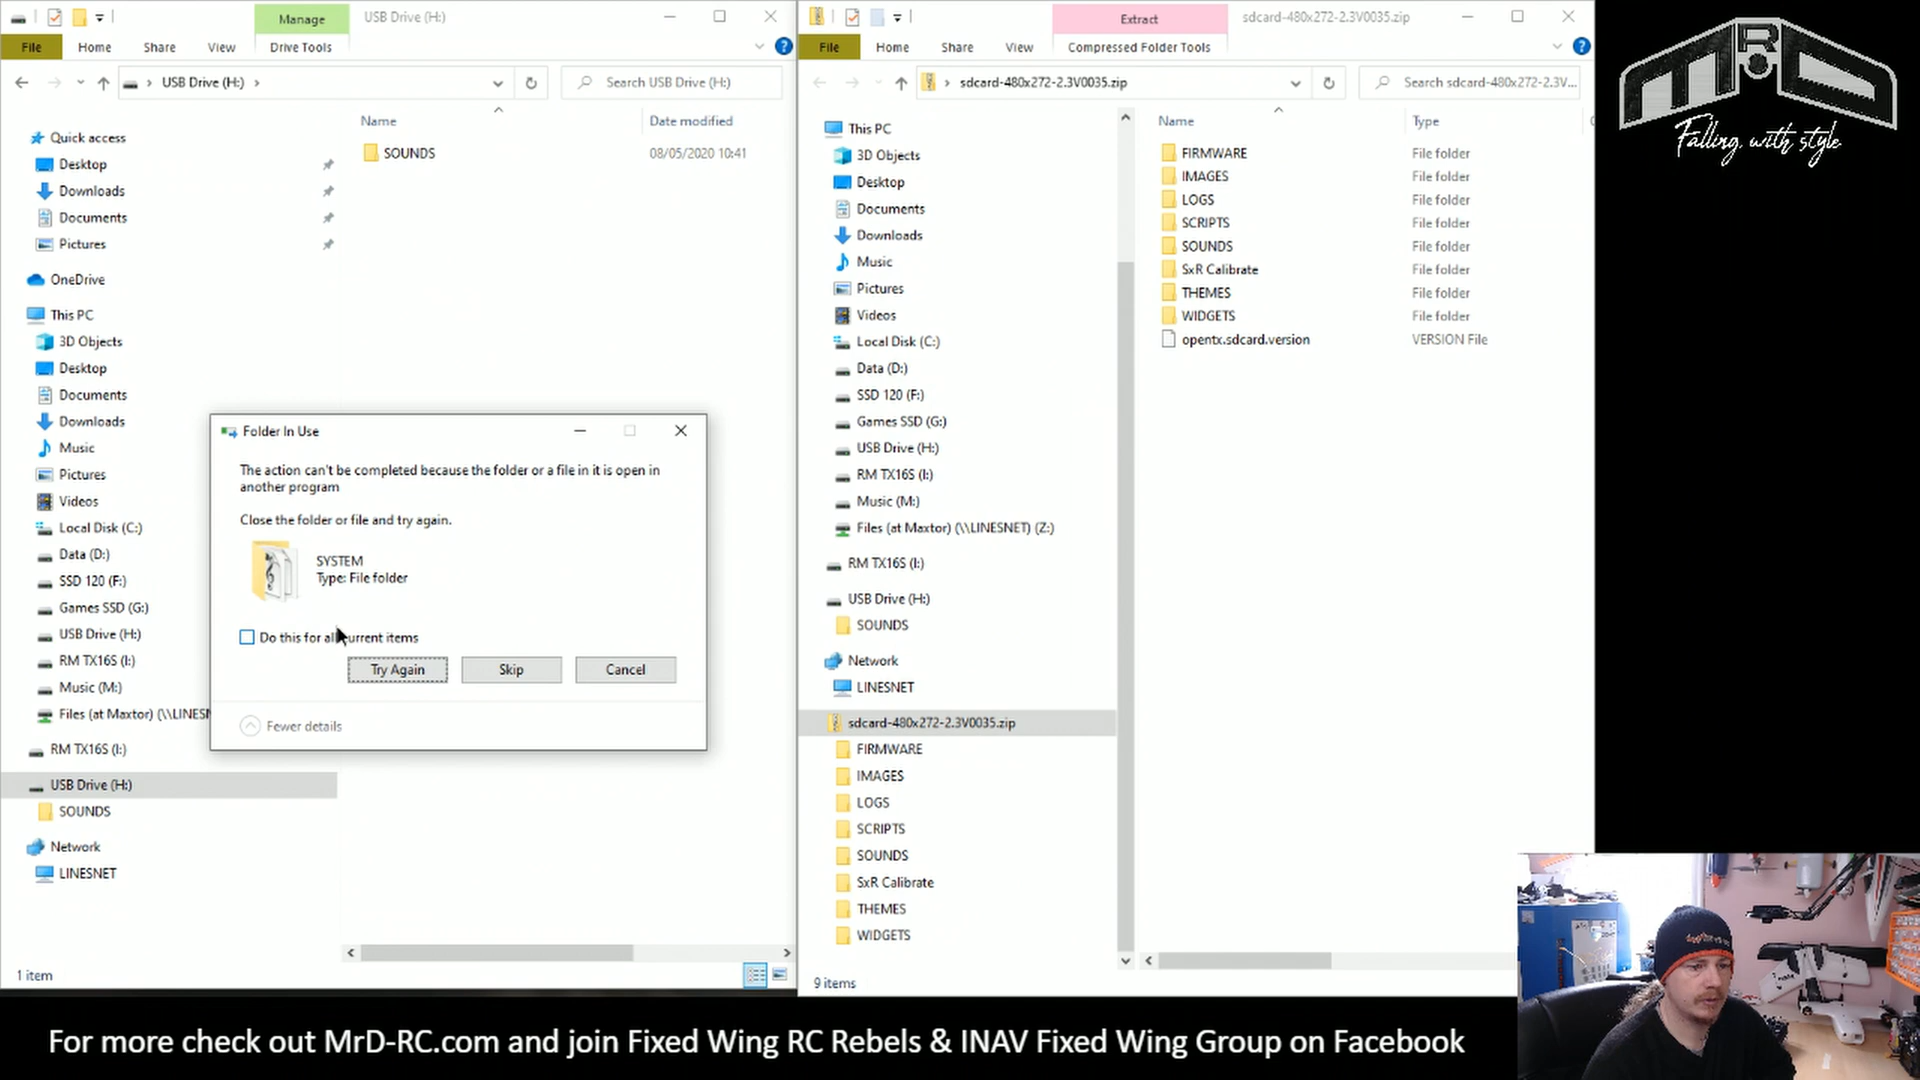 Manage
USB Drive (H:)
File
Home
Share
View
Drive Tools
USB Drive (H:)
Search USB Drive (H:)
Name
Date modified
SOUNDS
08/05/2020 10:41
Quick access
Desktop
Downloads
Documents
Pictures
OneDrive
This PC
3D Objects
Desktop
Documents
Downloads
Music
Pictures
Videos
Local Disk (C:)
Data (D:)
SSD 120 (F:)
Games SSD (G:)
USB Drive (H:)
RM TX16S (I:)
Music (M:)
Files (at Maxtor) (\\LINESN
RM TX16S (I:)
USB Drive (H:)
SOUNDS
Network
LINESNET
1 item
Folder In Use
The action can't be completed because the folder or a file in it is open in
another program
Close the folder or file and try again.
SYSTEM
Type: File folder
Do this for all current items
Try Again
Skip
Cancel
Fewer details
Extract
sdcard-480x272-2.3V0035.zip
File
Home
Share
View
Compressed Folder Tools
sdcard-480x272-2.3V0035.zip
Search sdcard-480x272-2.3V...
This PC
3D Objects
Desktop
Documents
Downloads
Music
Pictures
Videos
Local Disk (C:)
Data (D:)
SSD 120 (F:)
Games SSD (G:)
USB Drive (H:)
RM TX16S (I:)
Music (M:)
Files (at Maxtor) (\\LINESNET) (Z:)
RM TX16S (I:)
USB Drive (H:)
SOUNDS
Network
LINESNET
sdcard-480x272-2.3V0035.zip
FIRMWARE
IMAGES
LOGS
SCRIPTS
SOUNDS
SxR Calibrate
THEMES
WIDGETS
9 items
Name
Type
FIRMWARE File folder
IMAGES File folder
LOGS File folder
SCRIPTS File folder
SOUNDS File folder
SxR Calibrate File folder
THEMES File folder
WIDGETS File folder
opentx.sdcard.version VERSION File
MRD
Falling, with style
For more check out MrD-RC.com and join Fixed Wing RC Rebels & INAV Fixed Wing Group on Facebook